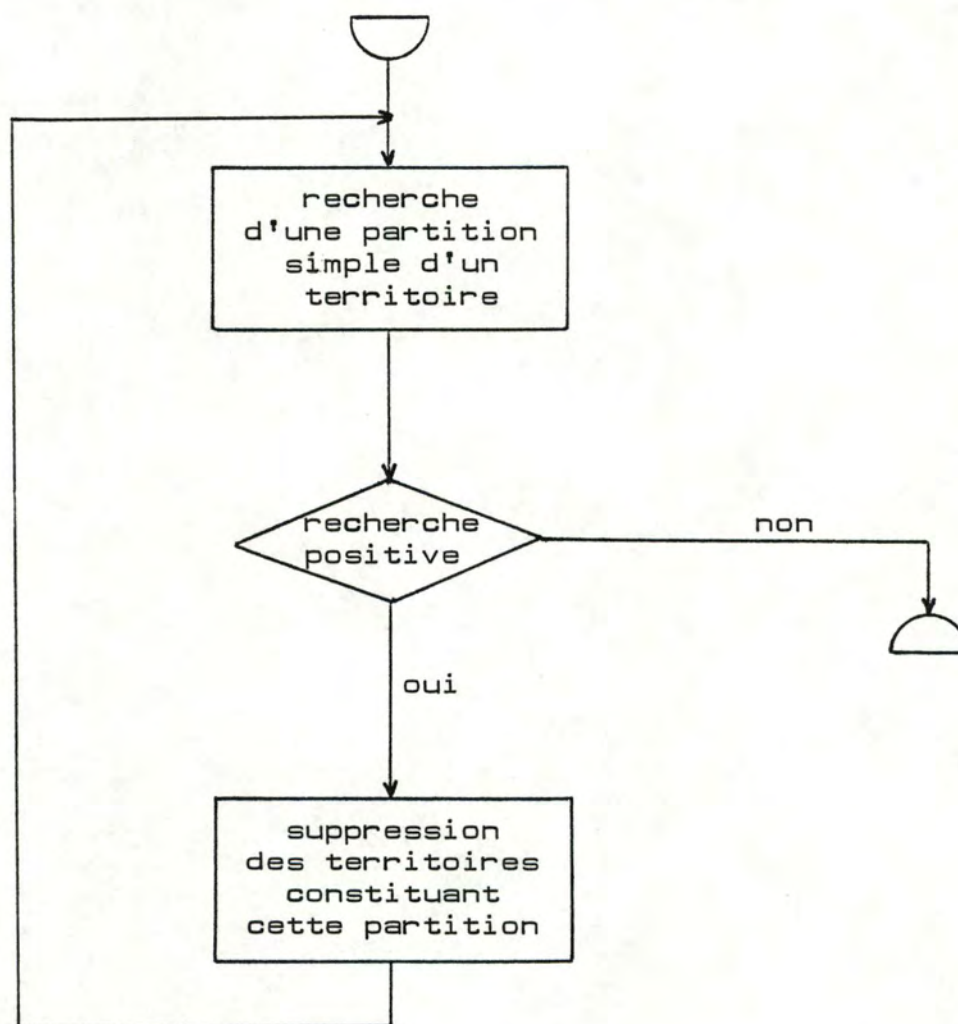 recherche
d'une partition
simple d'un
territoire
recherche
positive
non
oui
suppression
des territoires
constituant
cette partition